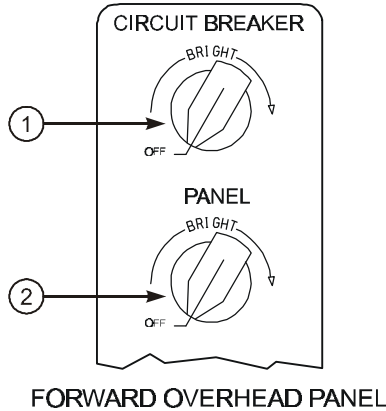 CIRCUIT BREAKER
BRIGHT
1
OFF
PANEL
BRIGHT
2
OFF
FORWARD OVERHEAD PANEL